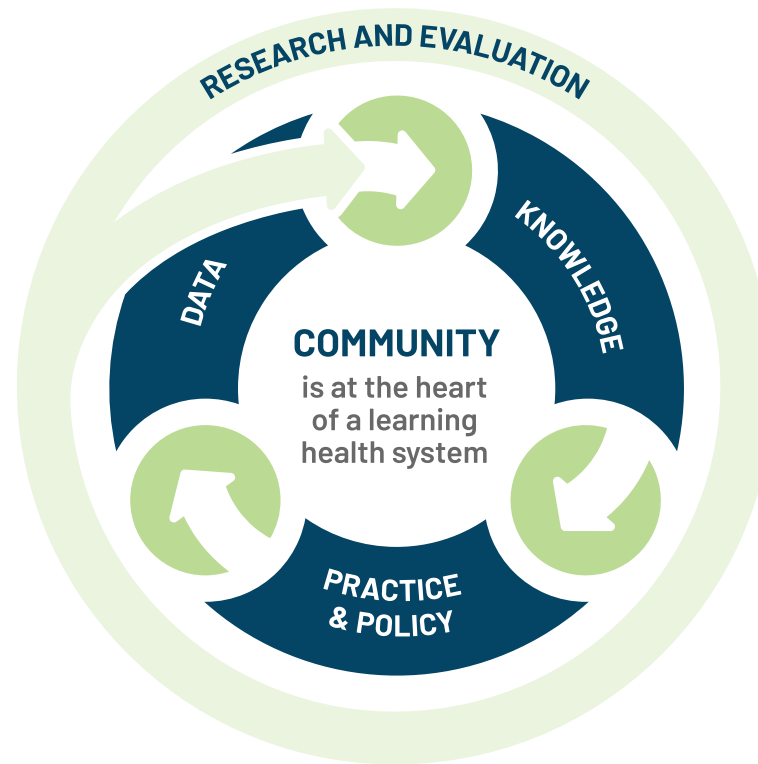 RESEARCH AND EVALUATION
KNOWLEDGE
DATA
COMMUNITY
is at the heart
of a learning
health system
PRACTICE
& POLICY